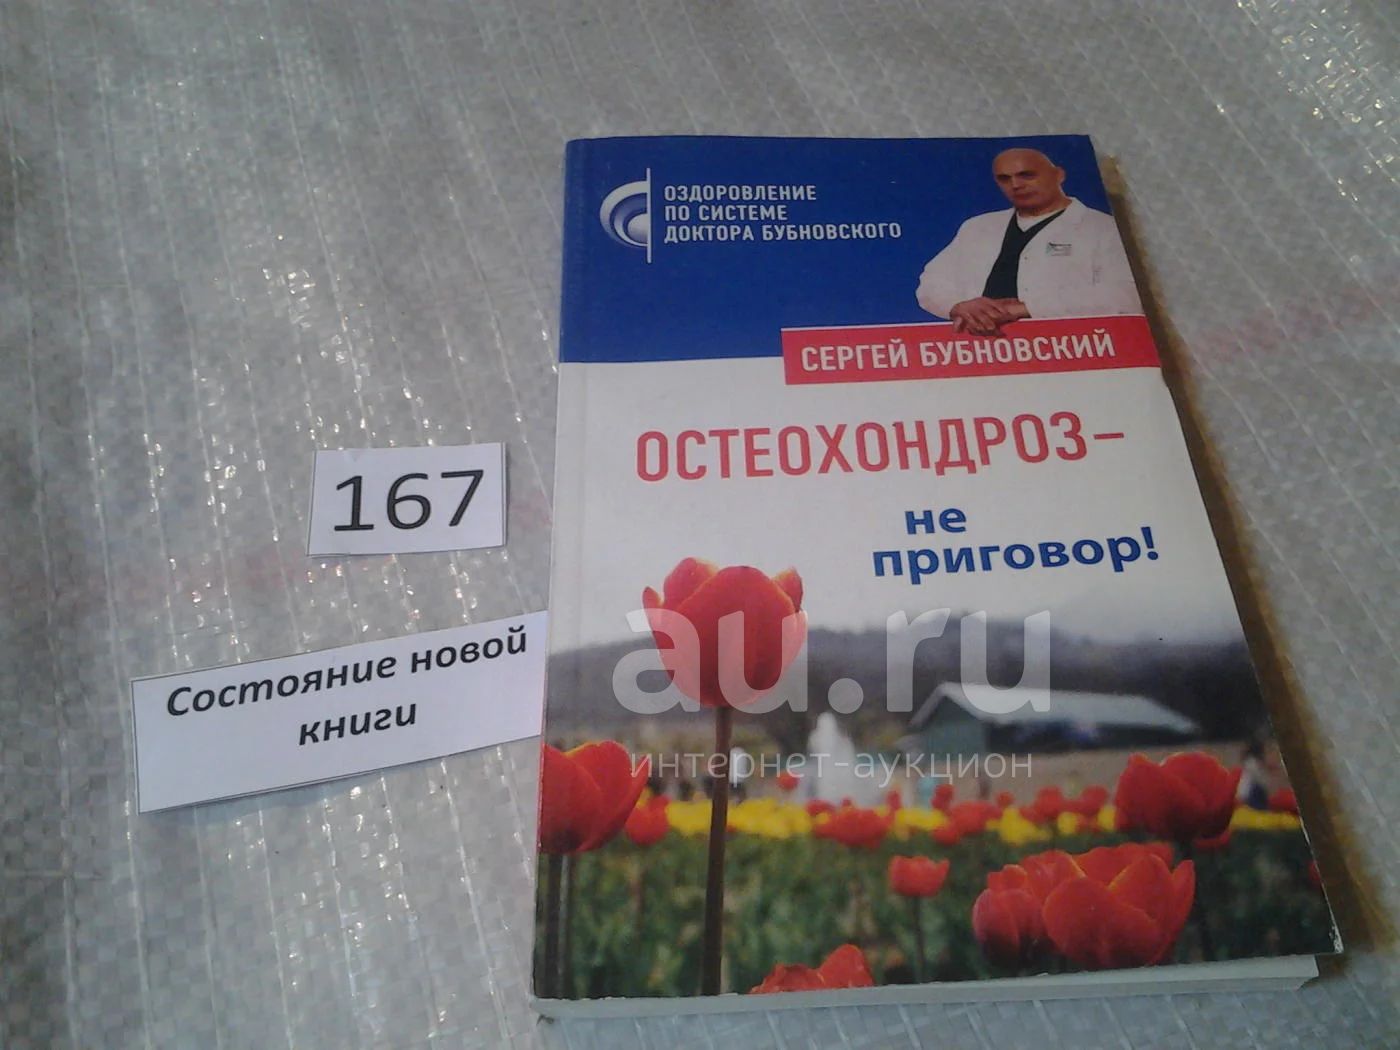 ОЗДОРОВЛЕНИЕ
ПО СИСТЕМЕ
ДОКТОРА БУБНОВСКОГО
СЕРГЕЙ БУБНОВСКИЙ
ОСТЕОХОНДРОЗ –
не
приговор!
167
Состояние новой
книги
au.ru
интернет-аукцион